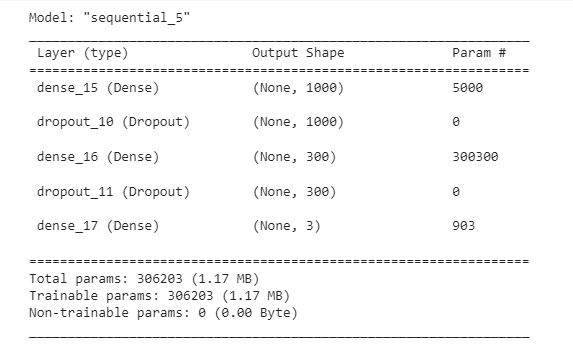 Model: "sequential_5"
Layer (type) Output Shape Param #
dense_15 (Dense) (None, 1000) 5000
dropout_10 (Dropout) (None, 1000) 0
dense_16 (Dense) (None, 300) 300300
dropout_11 (Dropout) (None, 300) 0
dense_17 (Dense) (None, 3) 903
Total params: 306203 (1.17 MB)
Trainable params: 306203 (1.17 MB)
Non-trainable params: 0 (0.00 Byte)